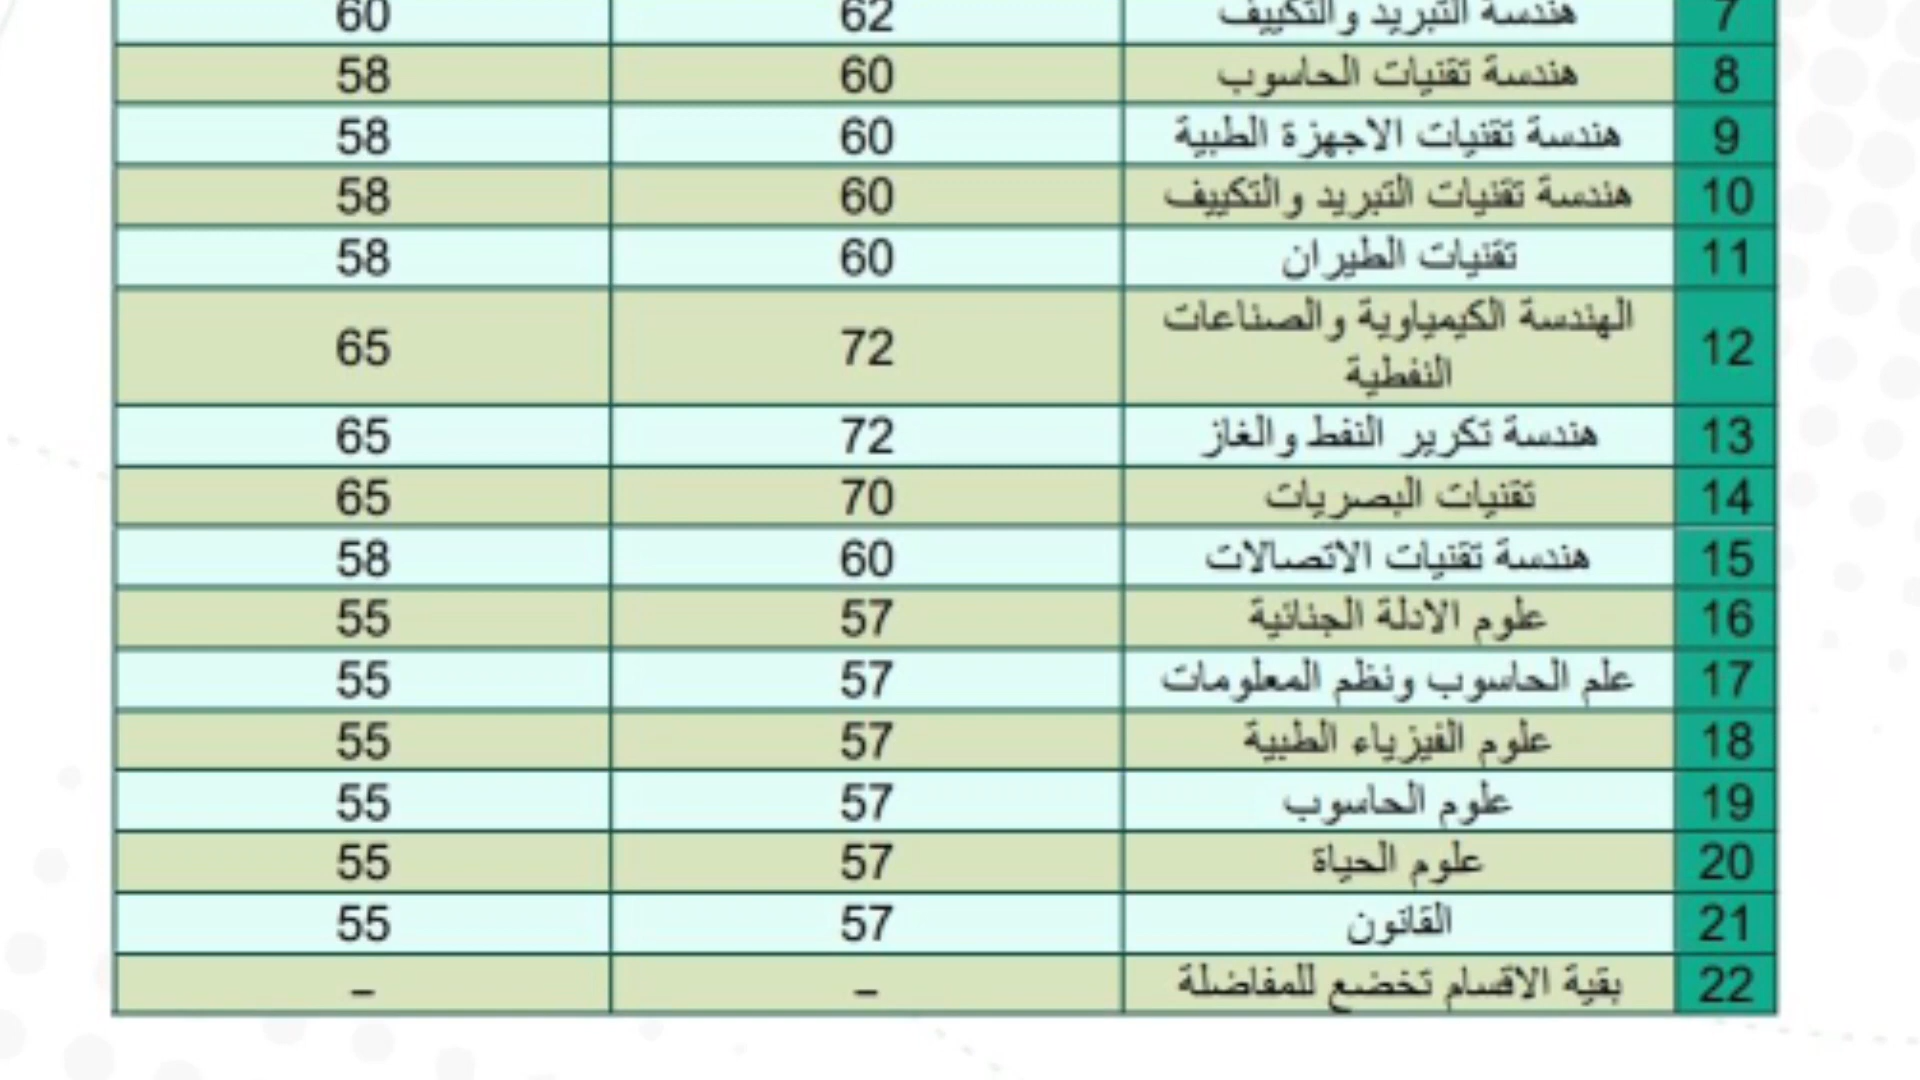 7 هندسة التبريد والتكييف 62 60
8 هندسة تقنيات الحاسوب 60 58
9 هندسة تقنيات الاجهزة الطبية 60 58
10 هندسة تقنيات التبريد والتكييف 60 58
11 تقنيات الطيران 60 58
12 الهندسة الكيمياوية والصناعات 72 65
النفطية
13 هندسة تكرير النفط والغاز 72 65
14 تقنيات البصريات 70 65
15 هندسة تقنيات الاتصالات 60 58
16 علوم الادلة الجنائية 57 55
17 علم الحاسوب ونظم المعلومات 57 55
18 علوم الفيزياء الطبية 57 55
19 علوم الحاسوب 57 55
20 علوم الحياة 57 55
21 القانون 57 55
22 بقية الاقسام تخضع للمفاضلة – –